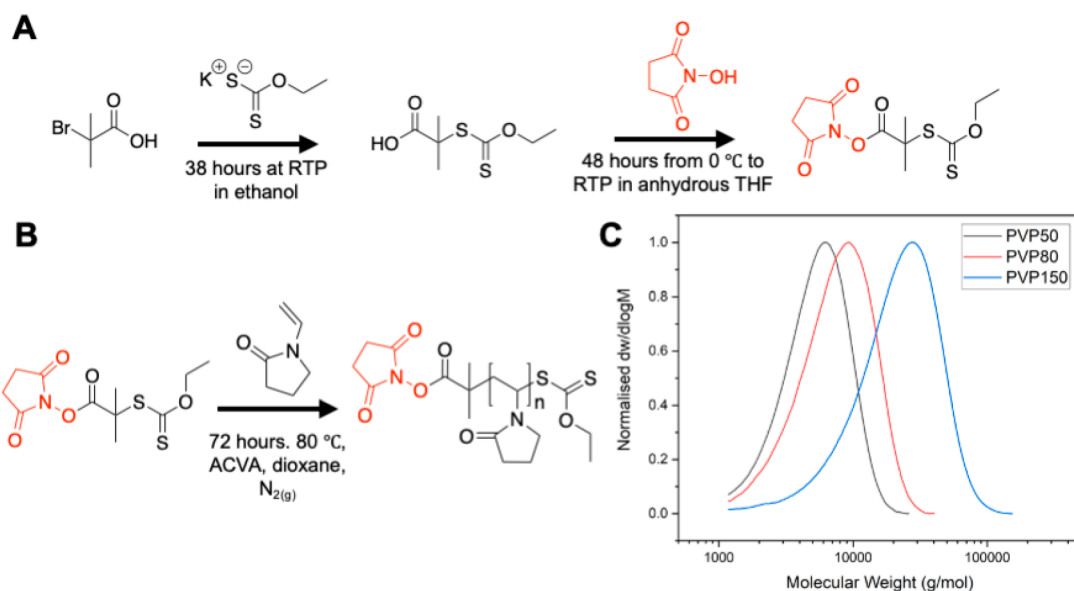 A
K⊕ S⊖
O
S
Br
O
OH
38 hours at RTP
in ethanol
O
HO
S
O
S
O
N-OH
O
48 hours from 0 ℃ to
RTP in anhydrous THF
O
N
O
O
O
S
O
S
B
O
N
O
O
O
S
O
S
O
N
72 hours. 80 ℃,
ACVA, dioxane,
N2(g)
O
N
O
O
O
S
S
n
O
O
N
C
PVP50
PVP80
PVP150
Normalised dw/dlogM
1.0
0.8
0.6
0.4
0.2
0.0
1000
10000
100000
Molecular Weight (g/mol)